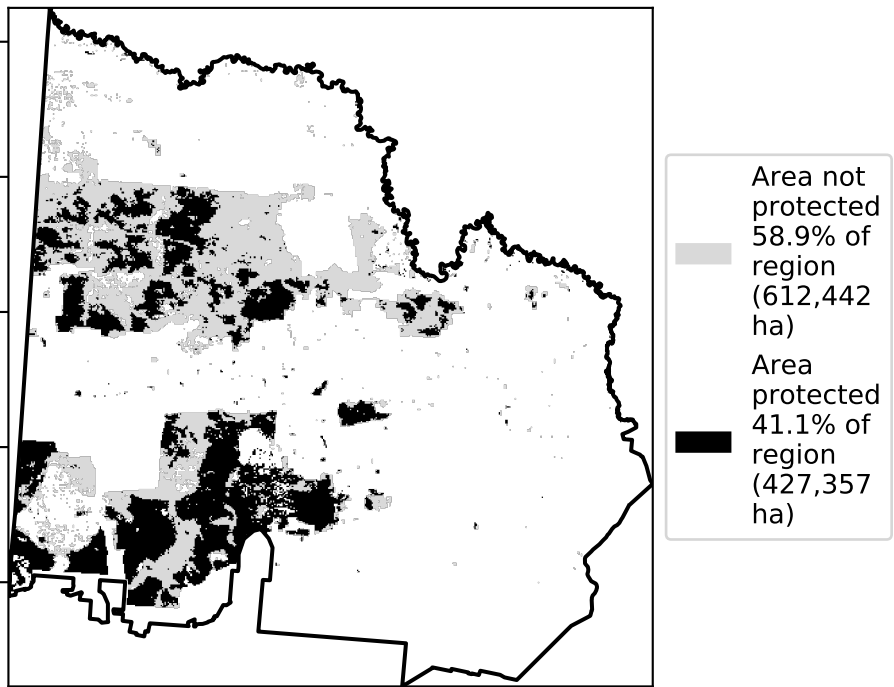 Area not
protected
58.9% of
region
(612,442
ha)
Area
protected
41.1% of
region
(427,357
ha)